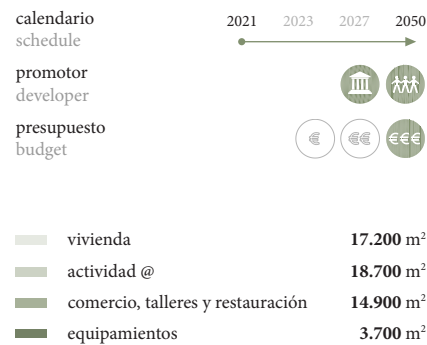 calendario 2021 2023 2027 2050
schedule
promotor
developer
presupuesto € €€ €€€
budget
vivienda 17.200 m²
actividad @ 18.700 m²
comercio, talleres y restauración 14.900 m²
equipamientos 3.700 m²